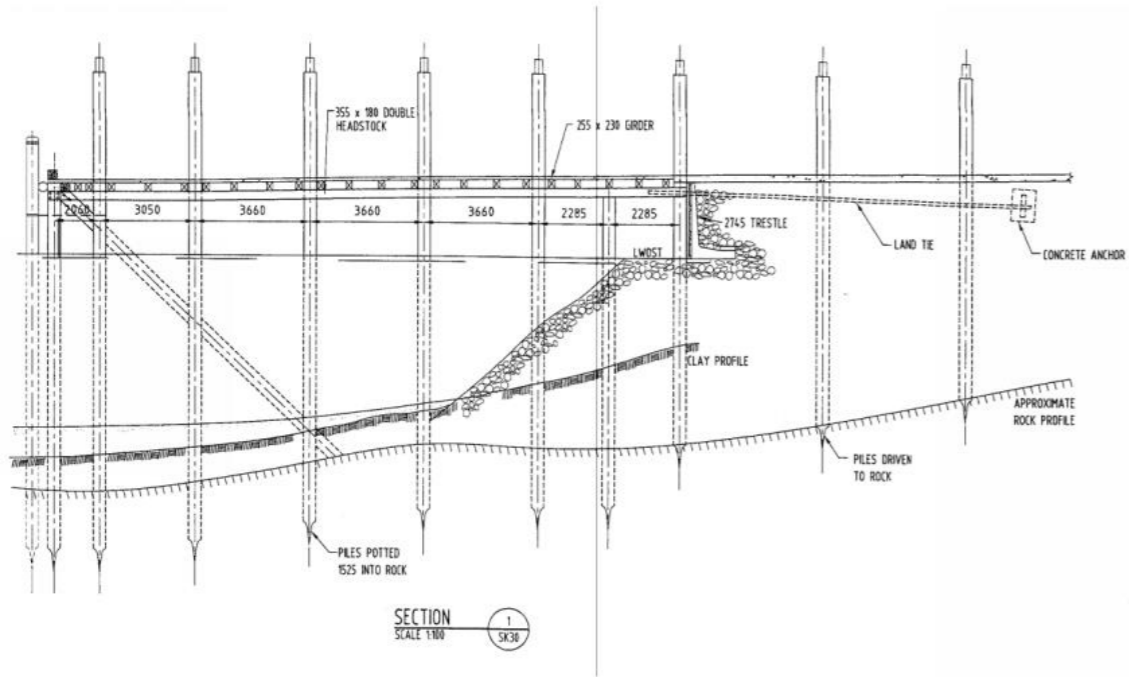 355 x 180 DOUBLE
HEADSTOCK
255 x 230 GIRDER
2060
3050
3660
3660
3660
2285
2285
2745 TRESTLE
LAND TIE
CONCRETE ANCHOR
LWOST
CLAY PROFILE
APPROXIMATE
ROCK PROFILE
PILES DRIVEN
TO ROCK
PILES POTTED
1525 INTO ROCK
SECTION
SCALE 1:100
1
SK30